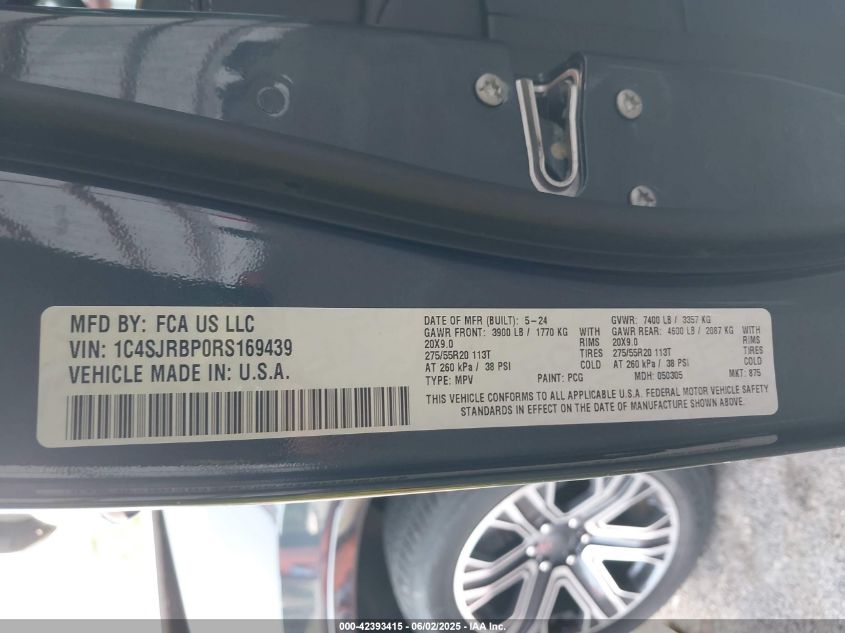 MFD BY: FCA US LLC
VIN: 1C4SJRBP0RS169439
VEHICLE MADE IN: U.S.A.
DATE OF MFR (BUILT): 5-24 GVWR: 7400 LB / 3357 KG
GAWR FRONT: 3900 LB / 1770 KG WITH GAWR REAR: 4600 LB / 2087 KG WITH
20X9.0 RIMS 20X9.0 RIMS
275/55R20 113T TIRES 275/55R20 113T TIRES
AT 260 kPa / 38 PSI COLD AT 260 kPa / 38 PSI COLD
TYPE: MPV PAINT: PCG MDH: 050305 MKT: 875
THIS VEHICLE CONFORMS TO ALL APPLICABLE U.S.A. FEDERAL MOTOR VEHICLE SAFETY
STANDARDS IN EFFECT ON THE DATE OF MANUFACTURE SHOWN ABOVE.
000-42393415 - 06/02/2025 - www.iaai.com